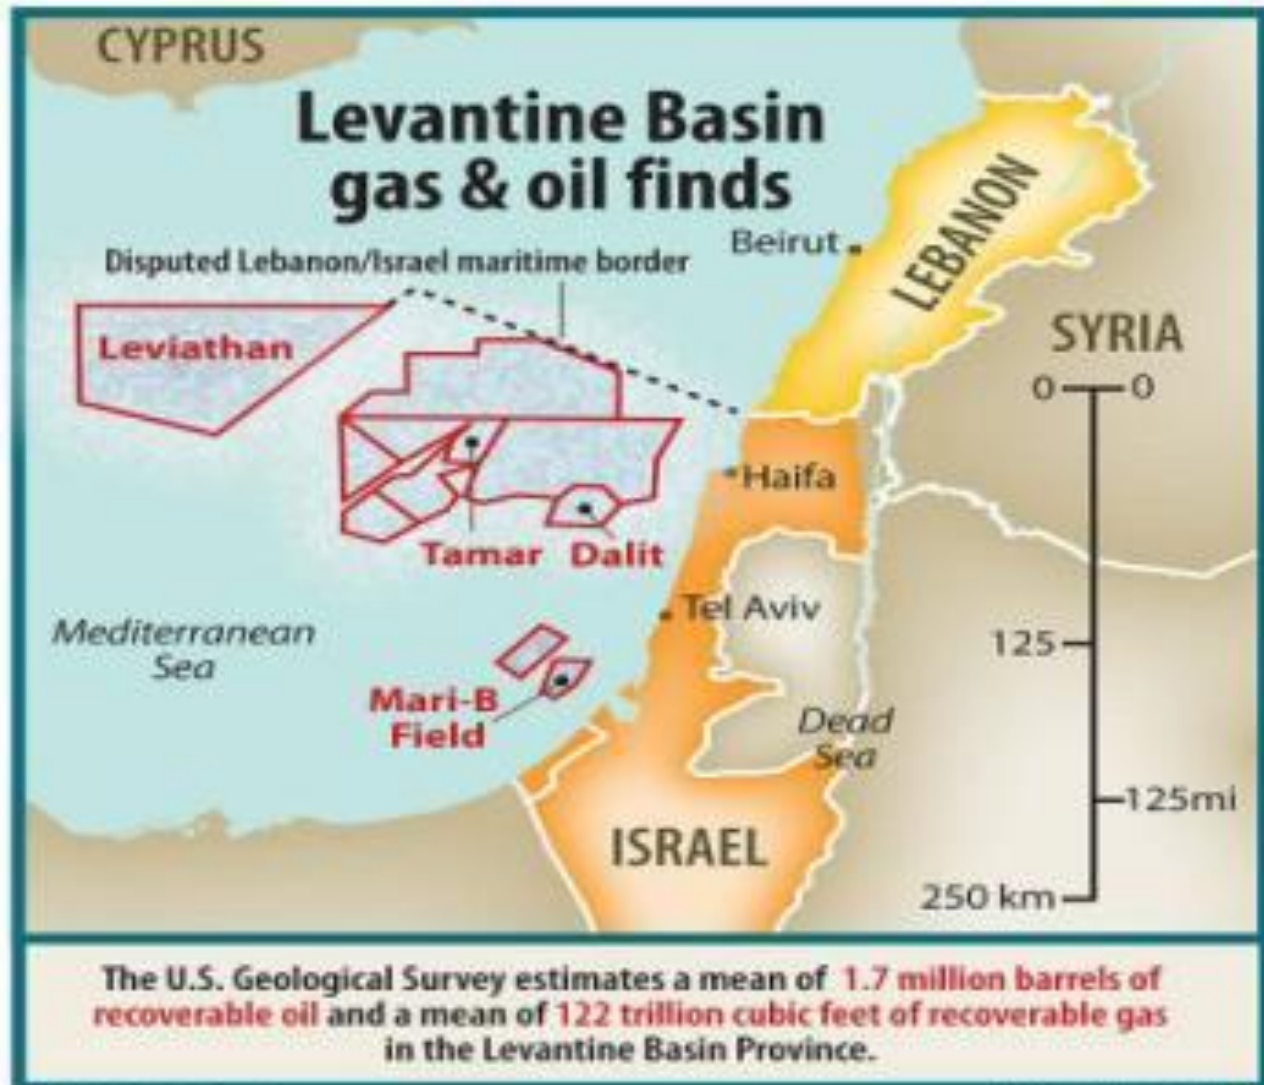 CYPRUS
Levantine Basin
gas & oil finds
Disputed Lebanon/Israel maritime border
Beirut
LEBANON
Leviathan
SYRIA
0
0
Haifa
Tamar
Dalit
Tel Aviv
Mediterranean
Sea
125
Mari-B
Field
Dead
Sea
125mi
ISRAEL
250 km
The U.S. Geological Survey estimates a mean of 1.7 million barrels of
recoverable oil and a mean of 122 trillion cubic feet of recoverable gas
in the Levantine Basin Province.